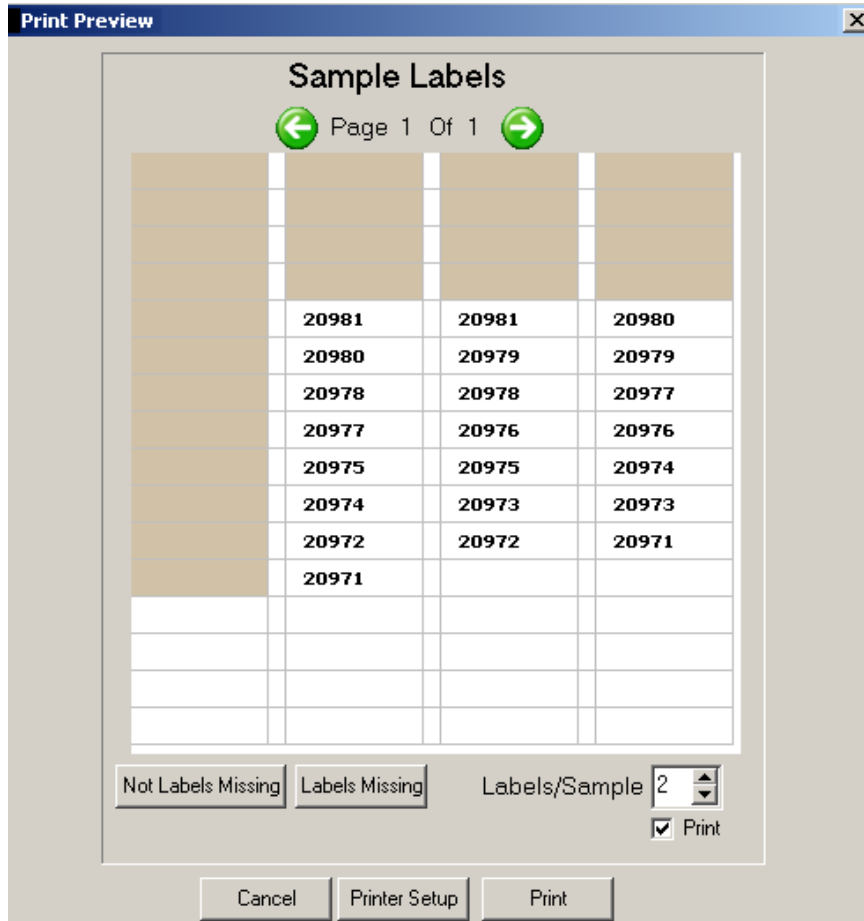 Print Preview
Sample Labels
Page 1 Of 1
20981 20981 20980
20980 20979 20979
20978 20978 20977
20977 20976 20976
20975 20975 20974
20974 20973 20973
20972 20972 20971
20971
Not Labels Missing Labels Missing Labels/Sample 2
Print
Cancel Printer Setup Print